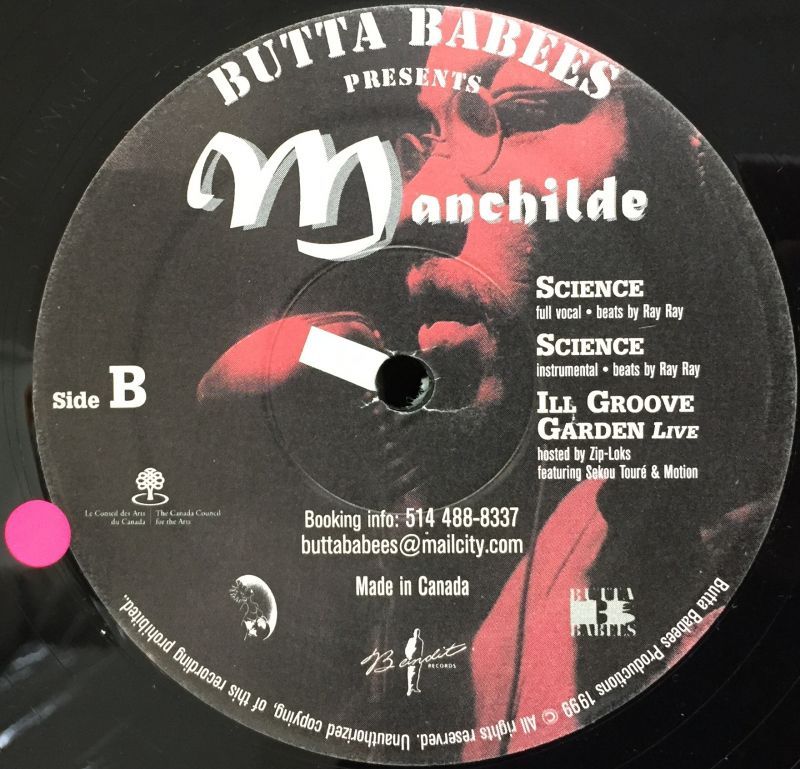 BUTTA BABEES
PRESENTS
Manchilde
SCIENCE
full vocal • beats by Ray Ray
SCIENCE
instrumental • beats by Ray Ray
ILL GROOVE
GARDEN LIVE
hosted by Zip-Loks
featuring Sekou Touré & Motion
Side B
Le Conseil des Arts | The Canada Council
du Canada | for the Arts
Booking info: 514 488-8337
buttababees@mailcity.com
Made in Canada
BUTTA
B
BABEES
Bandit
RECORDS
Butta Babees Productions 1999 © All rights reserved. Unauthorized copying, of this recording prohibited..